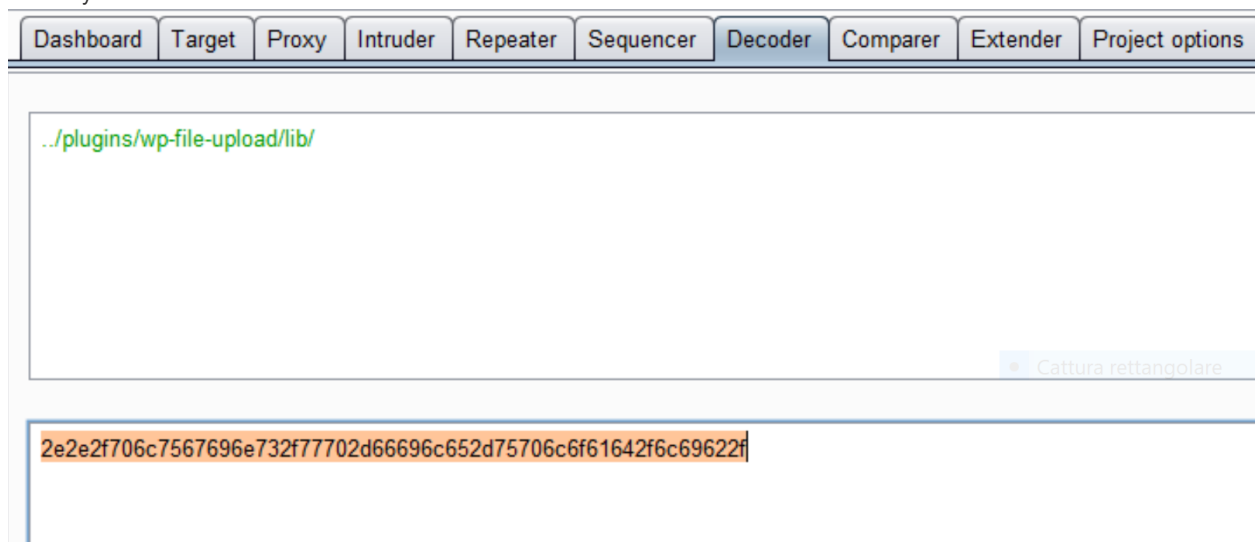 Dashboard Target Proxy Intruder Repeater Sequencer Decoder Comparer Extender Project options
../plugins/wp-file-upload/lib/
Cattura rettangolare
2e2e2f706c7567696e732f77702d66696c652d75706c6f61642f6c69622f